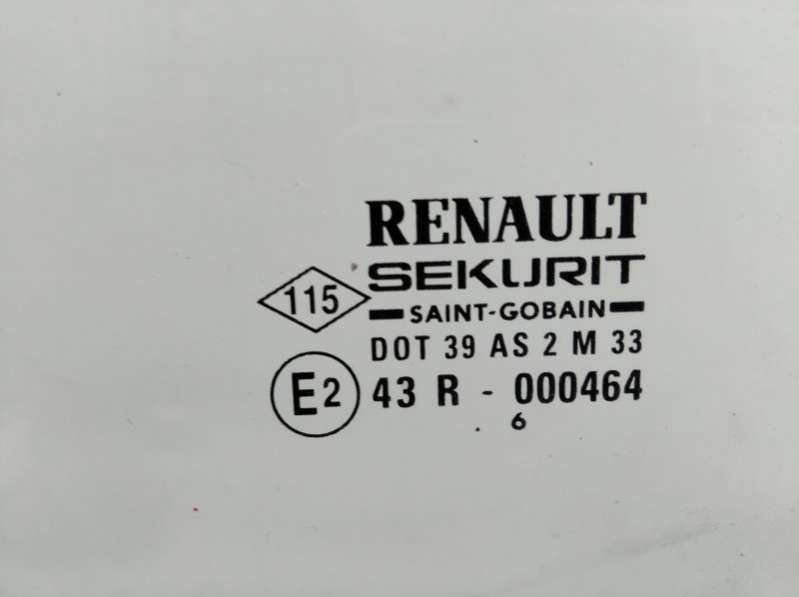 RENAULT
SEKURIT
SAINT-GOBAIN
115
DOT 39 AS 2 M 33
E2 43 R - 000464
. 6